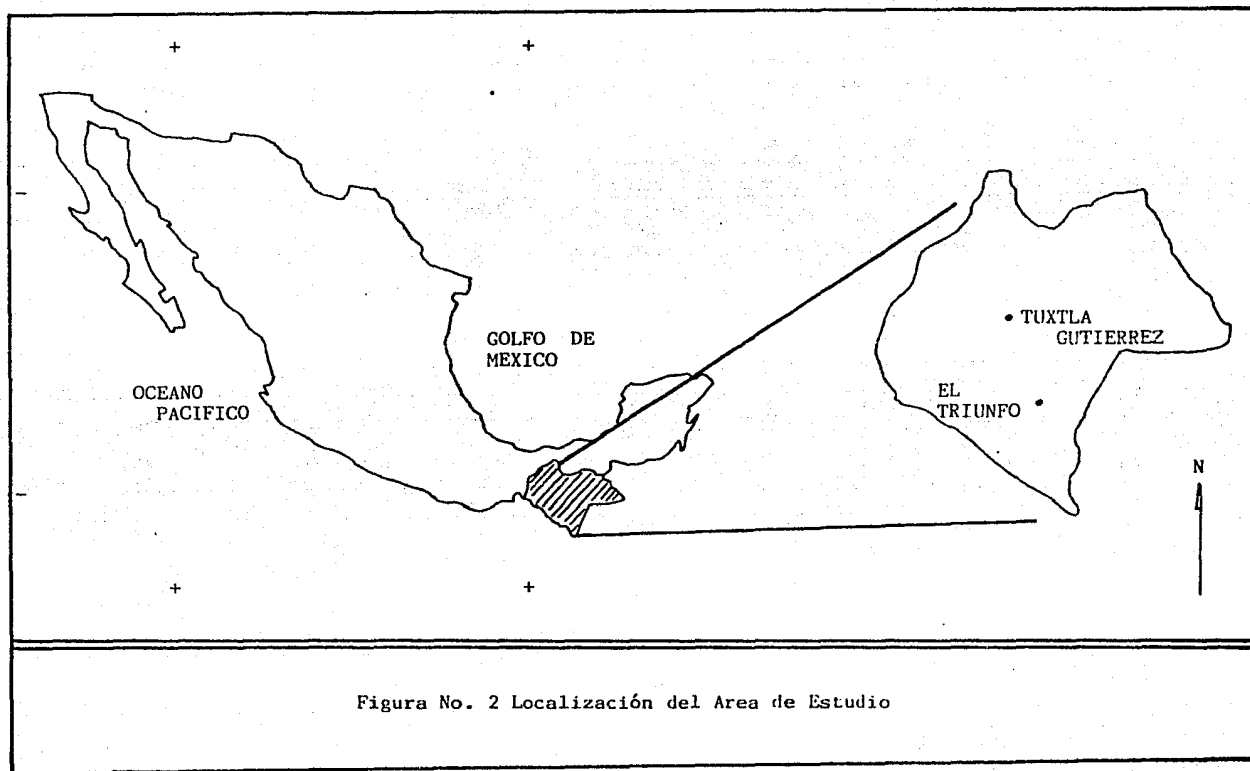 GOLFO DE
MEXICO
OCEANO
PACIFICO
TUXTLA
GUTIERREZ
EL
TRIUNFO
N
Figura No. 2 Localización del Area de Estudio